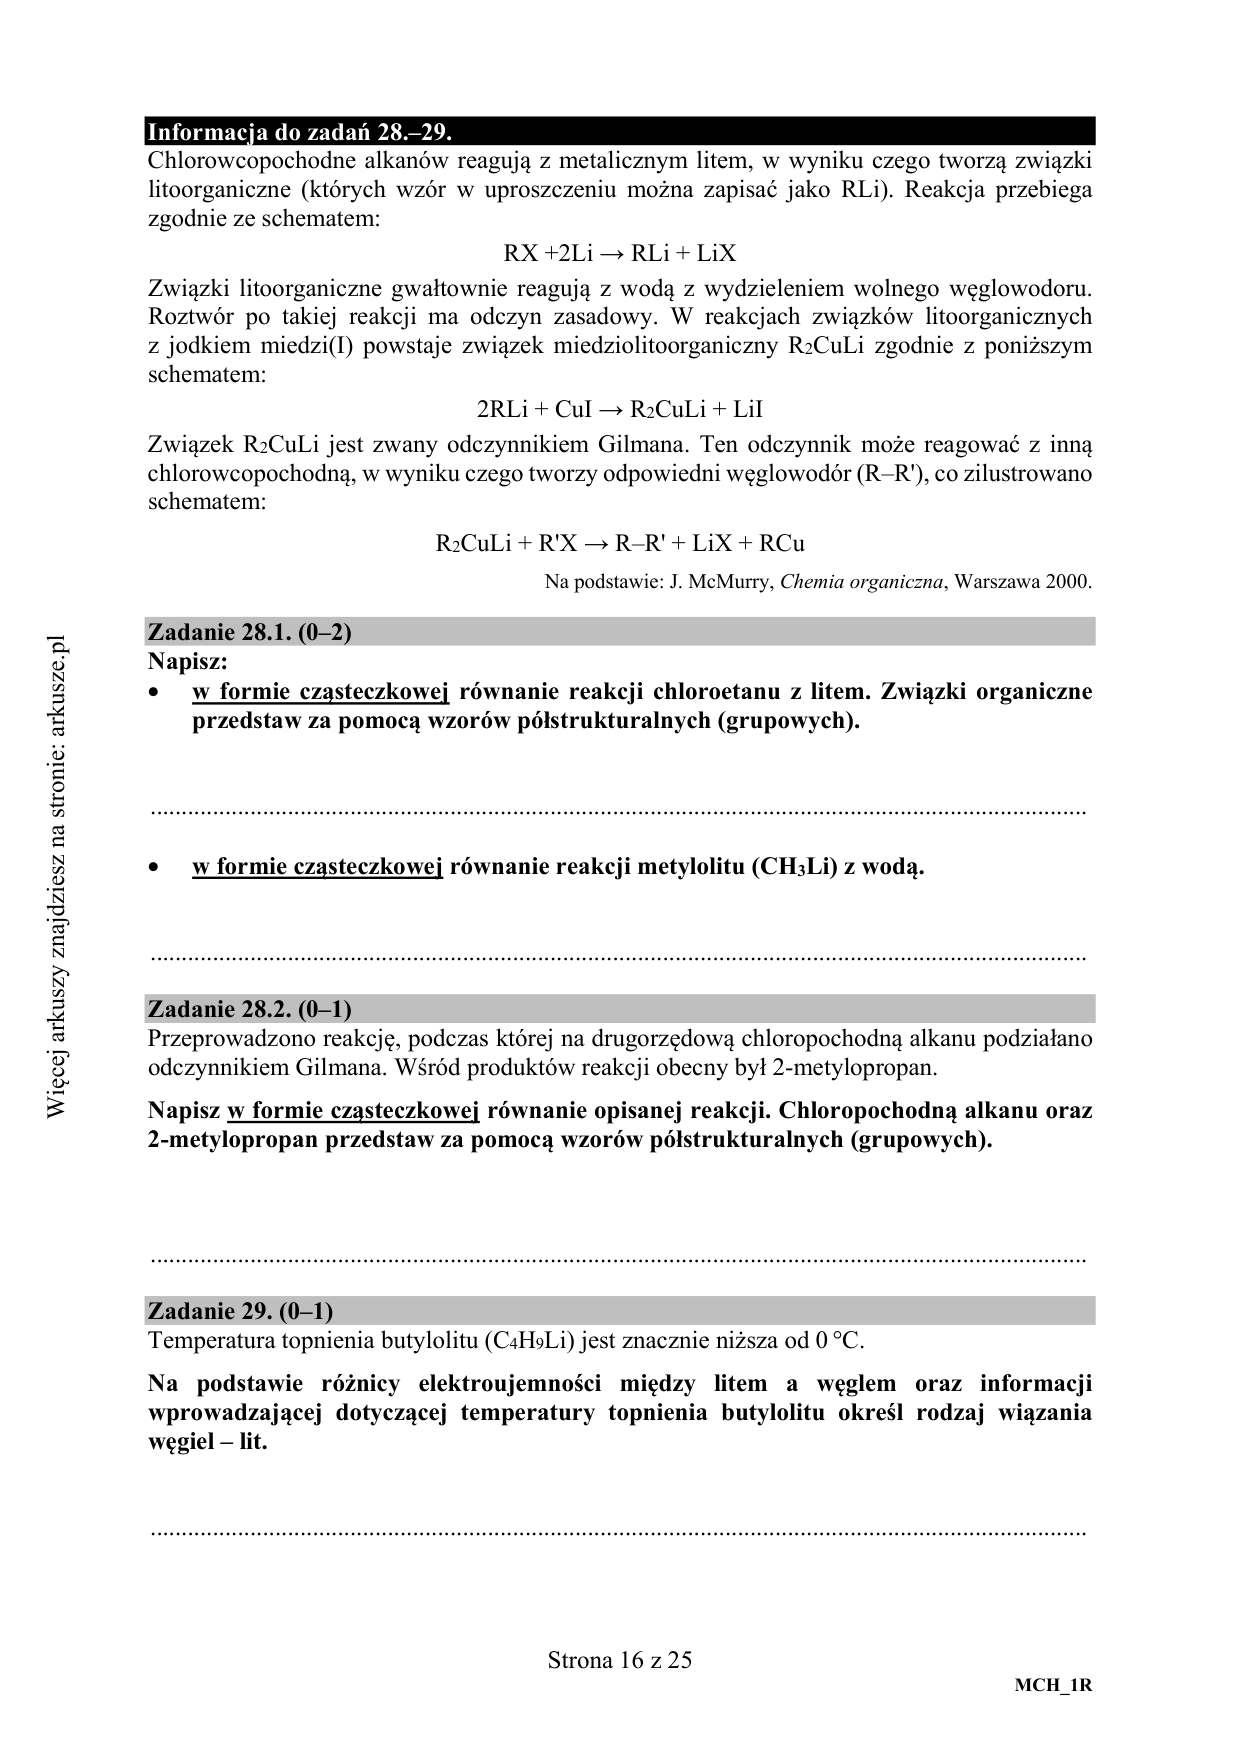 Informacja do zadań 28.–29.
Chlorowcopochodne alkanów reagują z metalicznym litem, w wyniku czego tworzą związki
litoorganiczne (których wzór w uproszczeniu można zapisać jako RLi). Reakcja przebiega
zgodnie ze schematem:
RX +2Li → RLi + LiX
Związki litoorganiczne gwałtownie reagują z wodą z wydzieleniem wolnego węglowodoru.
Roztwór po takiej reakcji ma odczyn zasadowy. W reakcjach związków litoorganicznych
z jodkiem miedzi(I) powstaje związek miedziolitoorganiczny R₂CuLi zgodnie z poniższym
schematem:
2RLi + CuI → R₂CuLi + LiI
Związek R₂CuLi jest zwany odczynnikiem Gilmana. Ten odczynnik może reagować z inną
chlorowcopochodną, w wyniku czego tworzy odpowiedni węglowodór (R–R'), co zilustrowano
schematem:
R₂CuLi + R'X → R–R' + LiX + RCu
Na podstawie: J. McMurry, Chemia organiczna, Warszawa 2000.
Zadanie 28.1. (0–2)
Napisz:
• w formie cząsteczkowej równanie reakcji chloroetanu z litem. Związki organiczne
przedstaw za pomocą wzorów półstrukturalnych (grupowych).
......................................................................................................................................................
• w formie cząsteczkowej równanie reakcji metylolitu (CH₃Li) z wodą.
......................................................................................................................................................
Zadanie 28.2. (0–1)
Przeprowadzono reakcję, podczas której na drugorzędową chloropochodną alkanu podziałano
odczynnikiem Gilmana. Wśród produktów reakcji obecny był 2-metylopropan.
Napisz w formie cząsteczkowej równanie opisanej reakcji. Chloropochodną alkanu oraz
2-metylopropan przedstaw za pomocą wzorów półstrukturalnych (grupowych).
......................................................................................................................................................
Zadanie 29. (0–1)
Temperatura topnienia butylolitu (C₄H₉Li) jest znacznie niższa od 0 °C.
Na podstawie różnicy elektroujemności między litem a węglem oraz informacji
wprowadzającej dotyczącej temperatury topnienia butylolitu określ rodzaj wiązania
węgiel – lit.
......................................................................................................................................................
Strona 16 z 25
MCH_1R
Więcej arkuszy znajdziesz na stronie: arkusze.pl